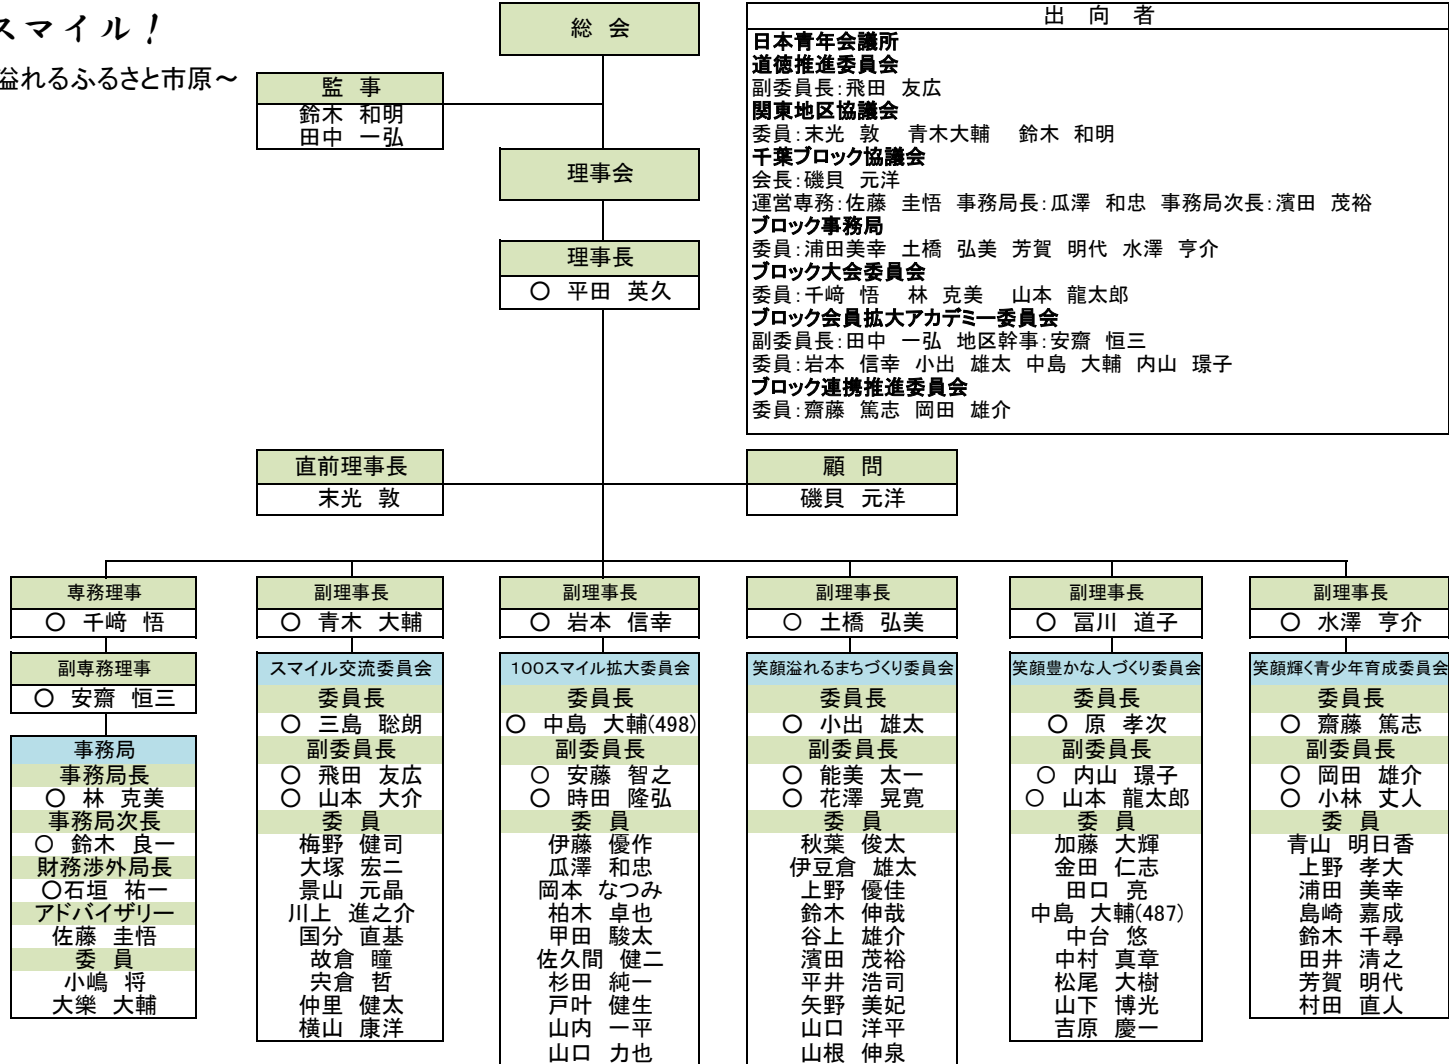 スマイル！
溢れるふるさと市原～
総 会
監 事
鈴木 和明
田中 一弘
理事会
理事長
○ 平田 英久
出 向 者
日本青年会議所
道徳推進委員会
副委員長：飛田 友広
関東地区協議会
委員：末光 敦 青木大輔 鈴木 和明
千葉ブロック協議会
会長：磯貝 元洋
運営専務：佐藤 圭悟 事務局長：瓜澤 和忠 事務局次長：濱田 茂裕
ブロック事務局
委員：浦田美幸 土橋 弘美 芳賀 明代 水澤 亨介
ブロック大会委員会
委員：千﨑 悟 林 克美 山本 龍太郎
ブロック会員拡大アカデミー委員会
副委員長：田中 一弘 地区幹事：安齋 恒三
委員：岩本 信幸 小出 雄太 中島 大輔 内山 環子
ブロック連携推進委員会
委員：齋藤 篤志 岡田 雄介
直前理事長
末光 敦
顧 問
磯貝 元洋
専務理事
○ 千﨑 悟
副専務理事
○ 安齋 恒三
事務局
事務局長
○ 林 克美
事務局次長
○ 鈴木 良一
財務渉外局長
○石垣 祐一
アドバイザリー
佐藤 圭悟
委 員
小嶋 将
大樂 大輔
副理事長
○ 青木 大輔
スマイル交流委員会
委員長
○ 三島 聡朗
副委員長
○ 飛田 友広
○ 山本 大介
委 員
梅野 健司
大塚 宏二
景山 元晶
川上 進之介
国分 直基
故倉 瞳
宍倉 哲
仲里 健太
横山 康洋
副理事長
○ 岩本 信幸
１００スマイル拡大委員会
委員長
○ 中島 大輔(498)
副委員長
○ 安藤 智之
○ 時田 隆弘
委 員
伊藤 優作
瓜澤 和忠
岡本 なつみ
柏木 卓也
甲田 駿太
佐久間 健二
杉田 純一
戸叶 健生
山内 一平
山口 力也
副理事長
○ 土橋 弘美
笑顔溢れるまちづくり委員会
委員長
○ 小出 雄太
副委員長
○ 能美 太一
○ 花澤 晃寛
委 員
秋葉 俊太
伊豆倉 雄太
上野 優佳
鈴木 伸哉
谷上 雄介
濱田 茂裕
平井 浩司
矢野 美妃
山口 洋平
山根 伸泉
副理事長
○ 冨川 道子
笑顔豊かな人づくり委員会
委員長
○ 原 孝次
副委員長
○ 内山 環子
○ 山本 龍太郎
委 員
加藤 大輝
金田 仁志
田口 亮
中島 大輔(487)
中台 悠
中村 真章
松尾 大樹
山下 博光
吉原 慶一
副理事長
○ 水澤 亨介
笑顔輝く青少年育成委員会
委員長
○ 齋藤 篤志
副委員長
○ 岡田 雄介
○ 小林 丈人
委 員
青山 明日香
上野 孝大
浦田 美幸
島崎 嘉成
鈴木 千尋
田井 清之
芳賀 明代
村田 直人